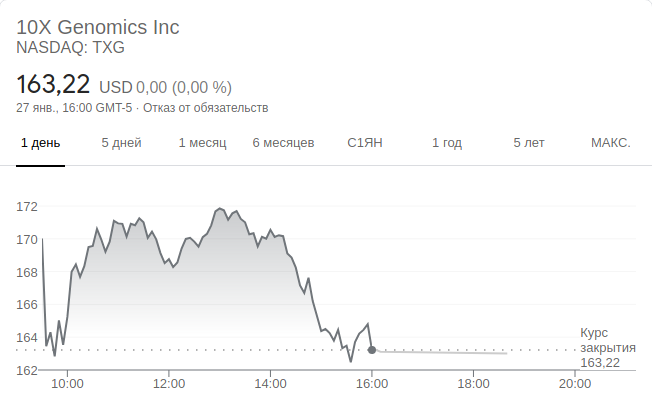 10X Genomics Inc
NASDAQ: TXG
163,22 USD 0,00 (0,00 %)
27 янв., 16:00 GMT-5 · Отказ от обязательств
1 день 5 дней 1 месяц 6 месяцев С1ЯН 1 год 5 лет МАКС.
172
170
168
166
164
162
Курс
закрытия
163,22
10:00 12:00 14:00 16:00 18:00 20:00